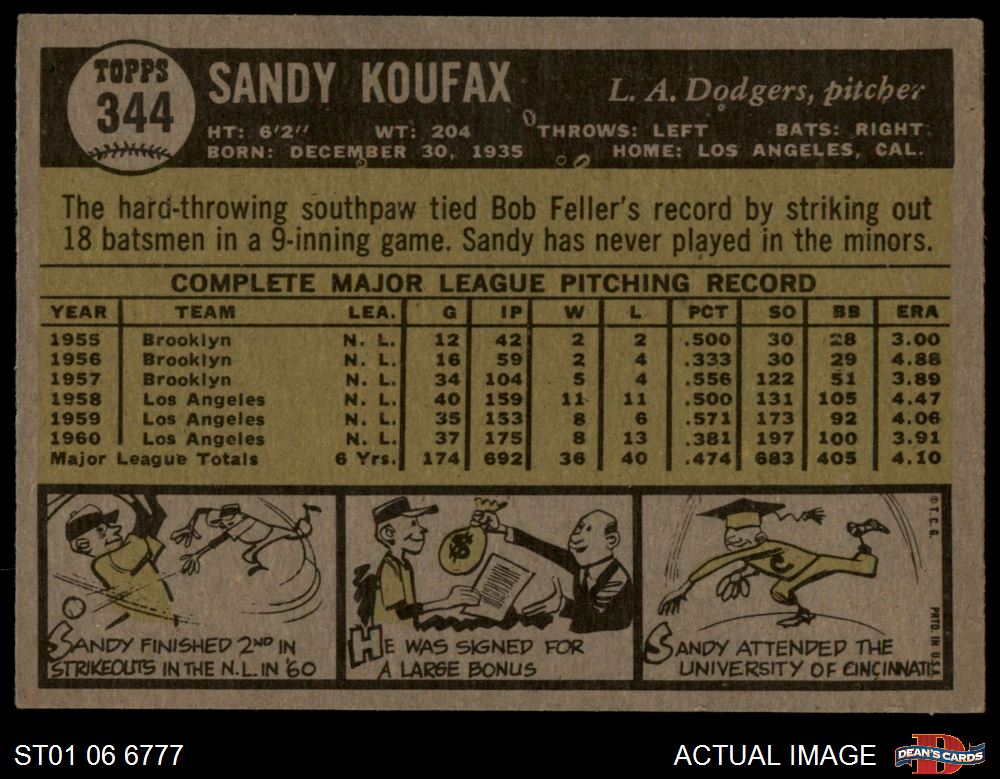 TOPPS
344
SANDY KOUFAX
L. A. Dodgers, pitcher
HT: 6'2" WT: 204 THROWS: LEFT BATS: RIGHT
BORN: DECEMBER 30, 1935 HOME: LOS ANGELES, CAL.
The hard-throwing southpaw tied Bob Feller's record by striking out
18 batsmen in a 9-inning game. Sandy has never played in the minors.
COMPLETE MAJOR LEAGUE PITCHING RECORD
YEAR TEAM LEA. G IP W L PCT SO BB ERA
1955 Brooklyn N. L. 12 42 2 2 .500 30 28 3.00
1956 Brooklyn N. L. 16 59 2 4 .333 30 29 4.88
1957 Brooklyn N. L. 34 104 5 4 .556 122 51 3.89
1958 Los Angeles N. L. 40 159 11 11 .500 131 105 4.47
1959 Los Angeles N. L. 35 153 8 6 .571 173 92 4.06
1960 Los Angeles N. L. 37 175 8 13 .381 197 100 3.91
Major League Totals 6 Yrs. 174 692 36 40 .474 683 405 4.10
$
C
SANDY FINISHED 2ND IN
STRIKEOUTS IN THE N.L. IN '60
HE WAS SIGNED FOR
A LARGE BONUS
SANDY ATTENDED THE
UNIVERSITY OF CINCINNATI
© T. C. G.
PRTD. IN U.S.A.
ST01 06 6777
ACTUAL IMAGE
D
DEAN'S CARDS